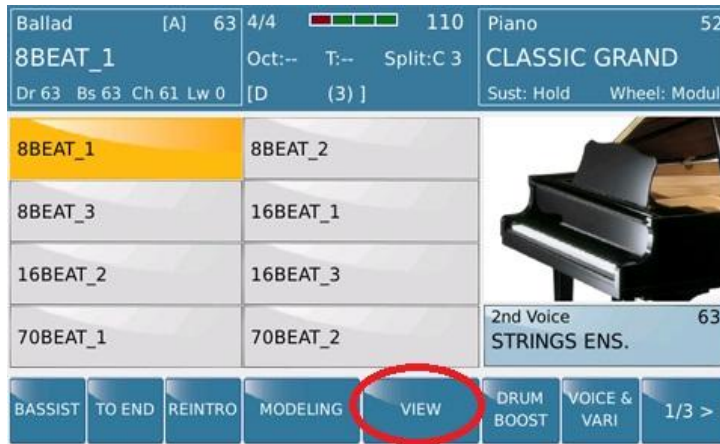 Ballad [A] 63
8BEAT_1
Dr 63 Bs 63 Ch 61 Lw 0
4/4 110
Oct:-- T:-- Split:C 3
[D (3) ]
Piano 52
CLASSIC GRAND
Sust: Hold Wheel: Modul
8BEAT_1 8BEAT_2
8BEAT_3 16BEAT_1
16BEAT_2 16BEAT_3
70BEAT_1 70BEAT_2
2nd Voice 63
STRINGS ENS.
BASSIST TO END REINTRO MODELING VIEW DRUM BOOST VOICE & VARI 1/3 >